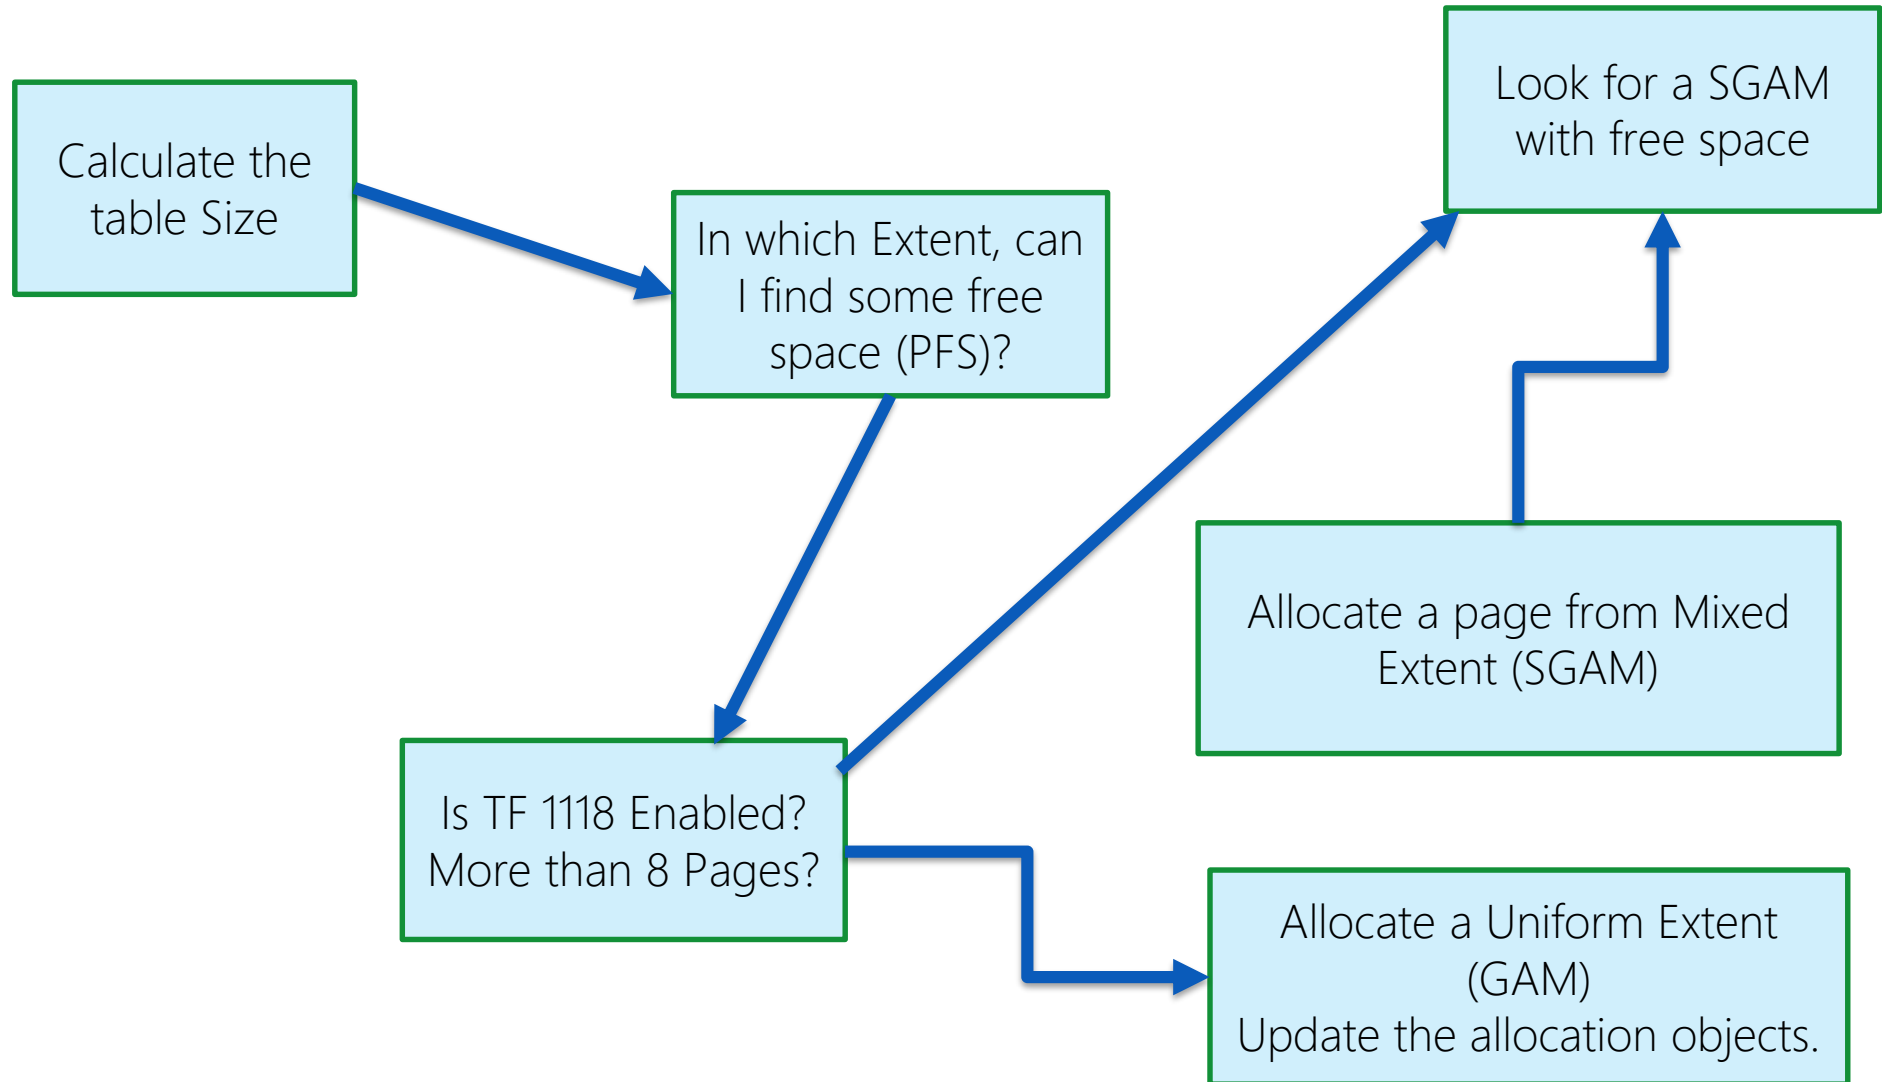 Calculate the
table Size
In which Extent, can
I find some free
space (PFS)?
Look for a SGAM
with free space
Allocate a page from Mixed
Extent (SGAM)
Is TF 1118 Enabled?
More than 8 Pages?
Allocate a Uniform Extent
(GAM)
Update the allocation objects.